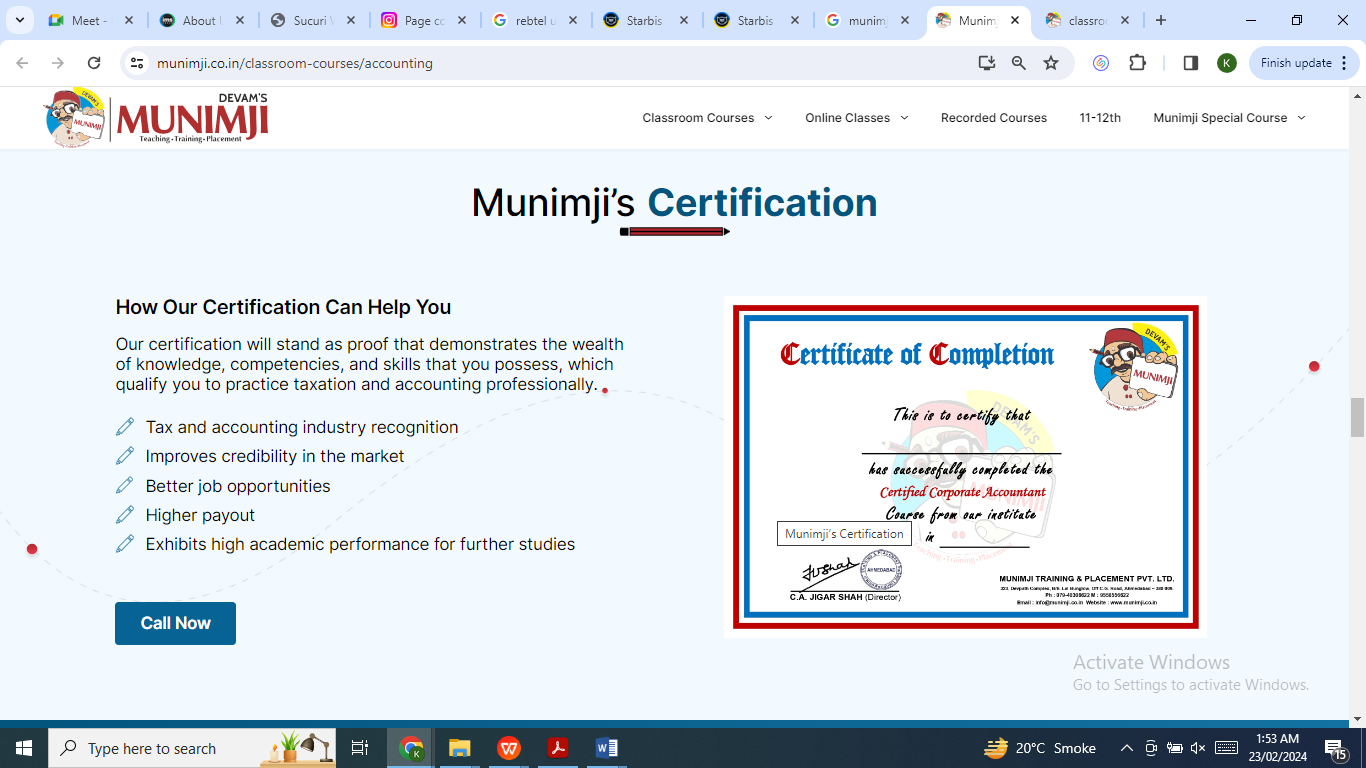 Meet -
About U
Sucuri W
Page co
rebtel u
Starbis
Starbis
munimj
Munimj
classroo
munimji.co.in/classroom-courses/accounting
K
Finish update
DEVAM'S
MUNIMJI
Teaching • Training • Placement
Classroom Courses
Online Classes
Recorded Courses
11-12th
Munimji Special Course
Munimji's Certification
How Our Certification Can Help You
Our certification will stand as proof that demonstrates the wealth
of knowledge, competencies, and skills that you possess, which
qualify you to practice taxation and accounting professionally.
Tax and accounting industry recognition
Improves credibility in the market
Better job opportunities
Higher payout
Exhibits high academic performance for further studies
Call Now
Certificate of Completion
DEVAM'S
MUNIMJI
This is to certify that
has successfully completed the
Certified Corporate Accountant
Course from our institute
in
Munimji's Certification
AHMEDABAD
C.A. JIGAR SHAH (Director)
MUNIMJI TRAINING & PLACEMENT PVT. LTD.
Email : info@munimji.co.in Website : www.munimji.co.in
Activate Windows
Go to Settings to activate Windows.
Type here to search
20°C Smoke
1:53 AM
23/02/2024
15